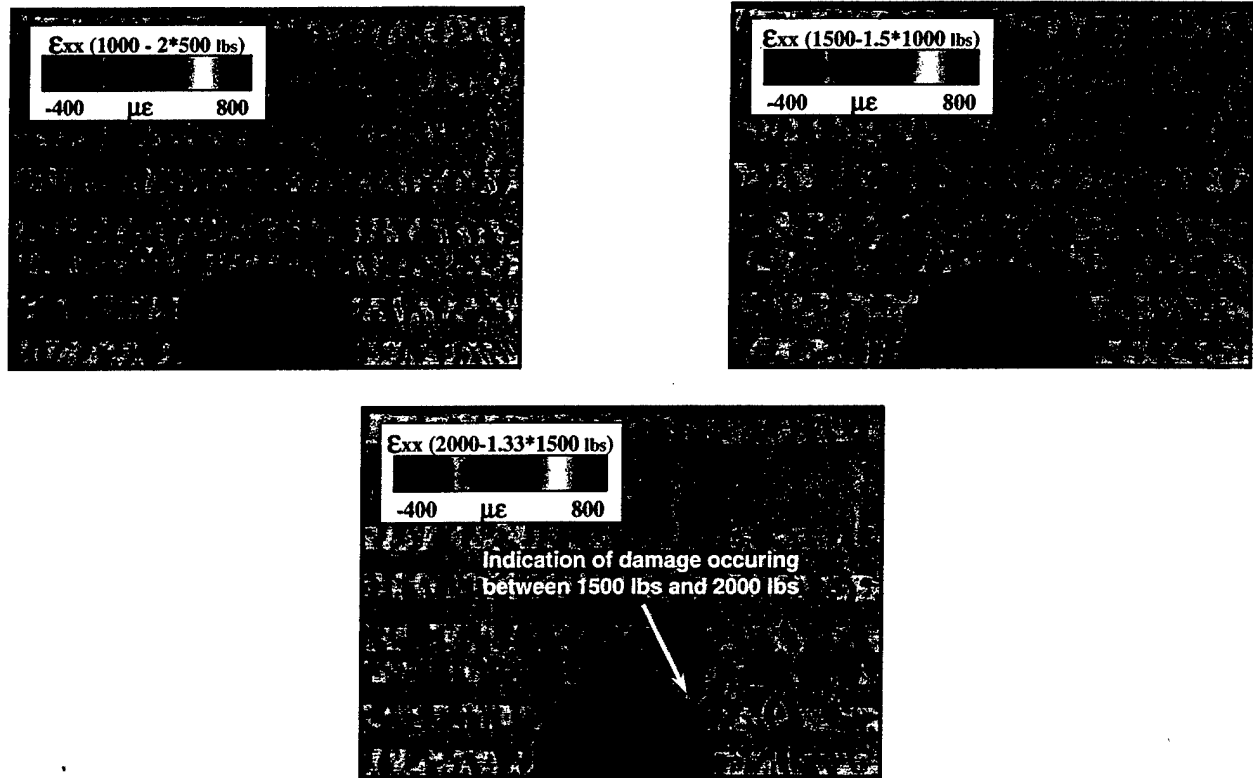 εxx (1000 - 2*500 lbs)
-400 με 800
εxx (1500-1.5*1000 lbs)
-400 με 800
εxx (2000-1.33*1500 lbs)
-400 με 800
Indication of damage occuring
between 1500 lbs and 2000 lbs